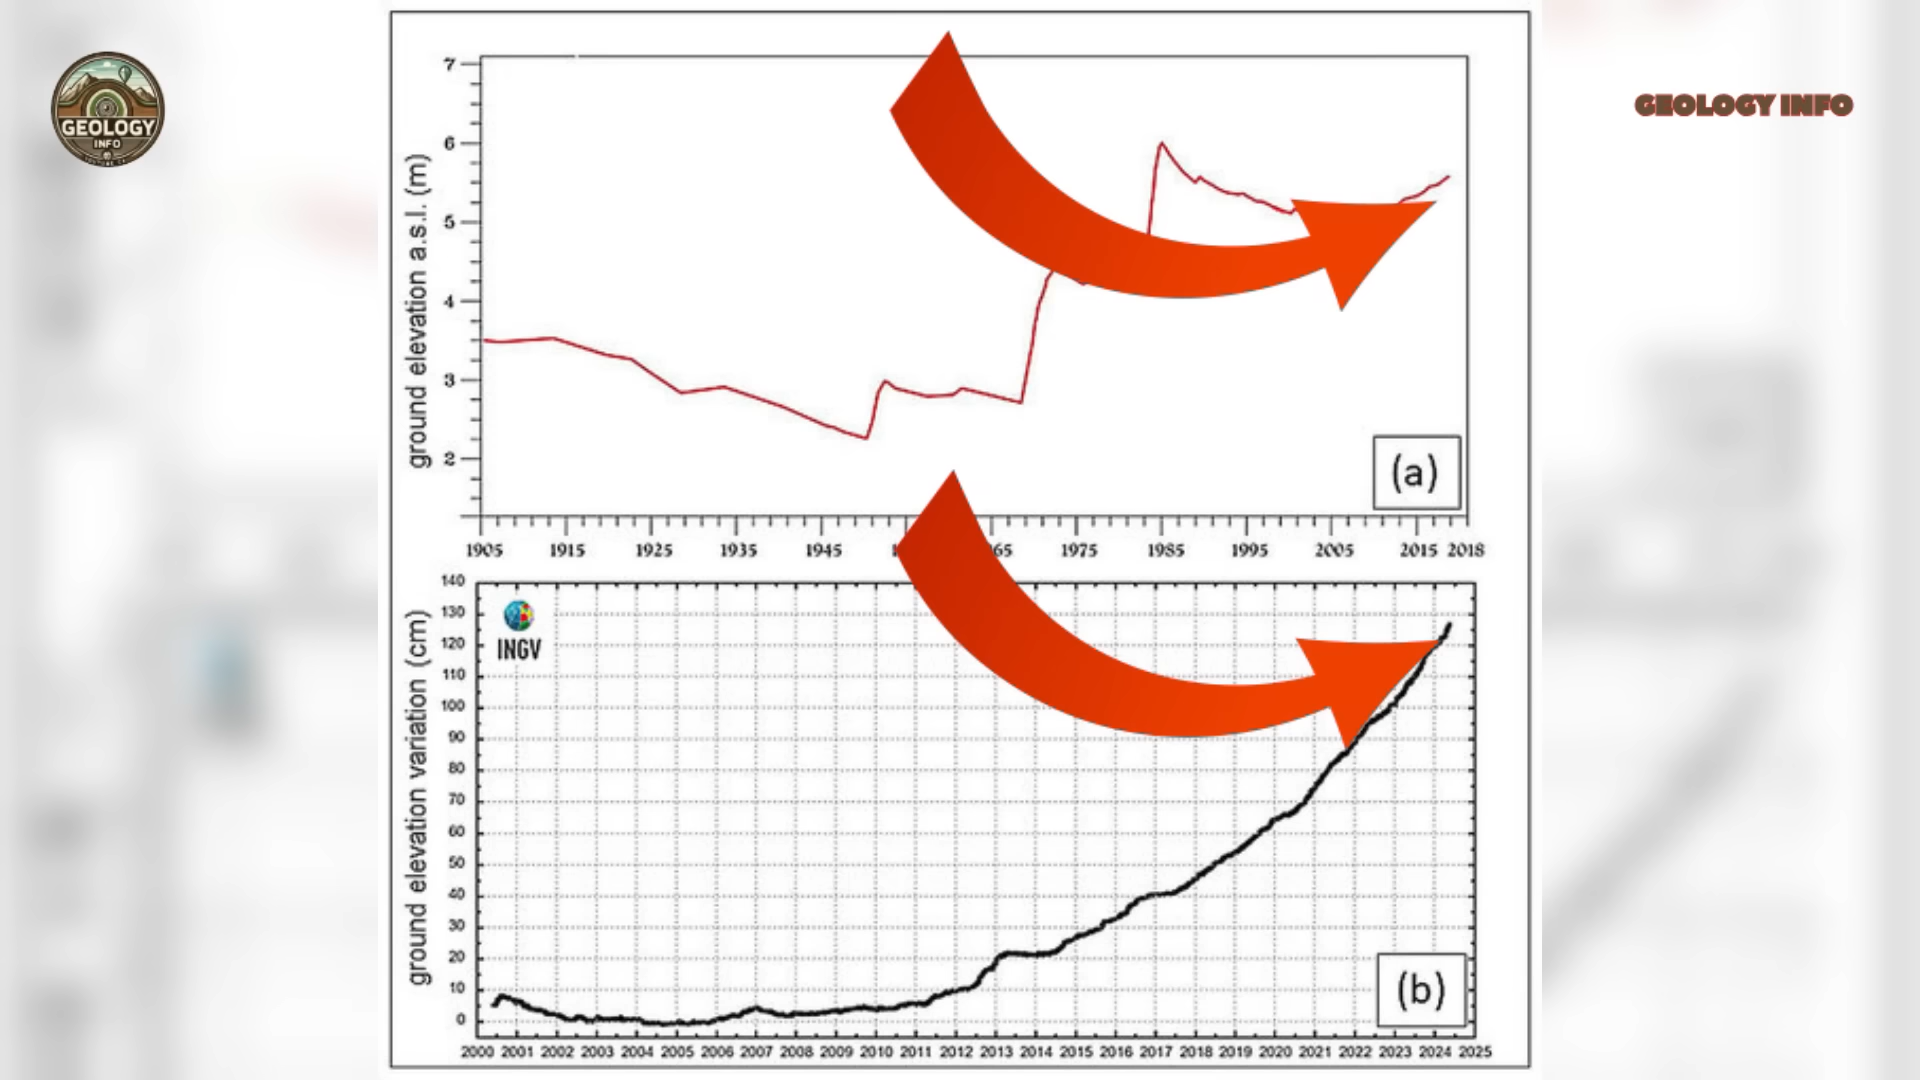 GEOLOGY
INFO
GEOLOGY INFO
ground elevation a.s.l. (m)
7
6
5
4
3
2
(a)
1905 1915 1925 1935 1945 65 1975 1985 1995 2005 2015 2018
ground elevation variation (cm)
140
130
120
110
100
90
80
70
60
50
40
30
20
10
0
INGV
(b)
2000 2001 2002 2003 2004 2005 2006 2007 2008 2009 2010 2011 2012 2013 2014 2015 2016 2017 2018 2019 2020 2021 2022 2023 2024 2025